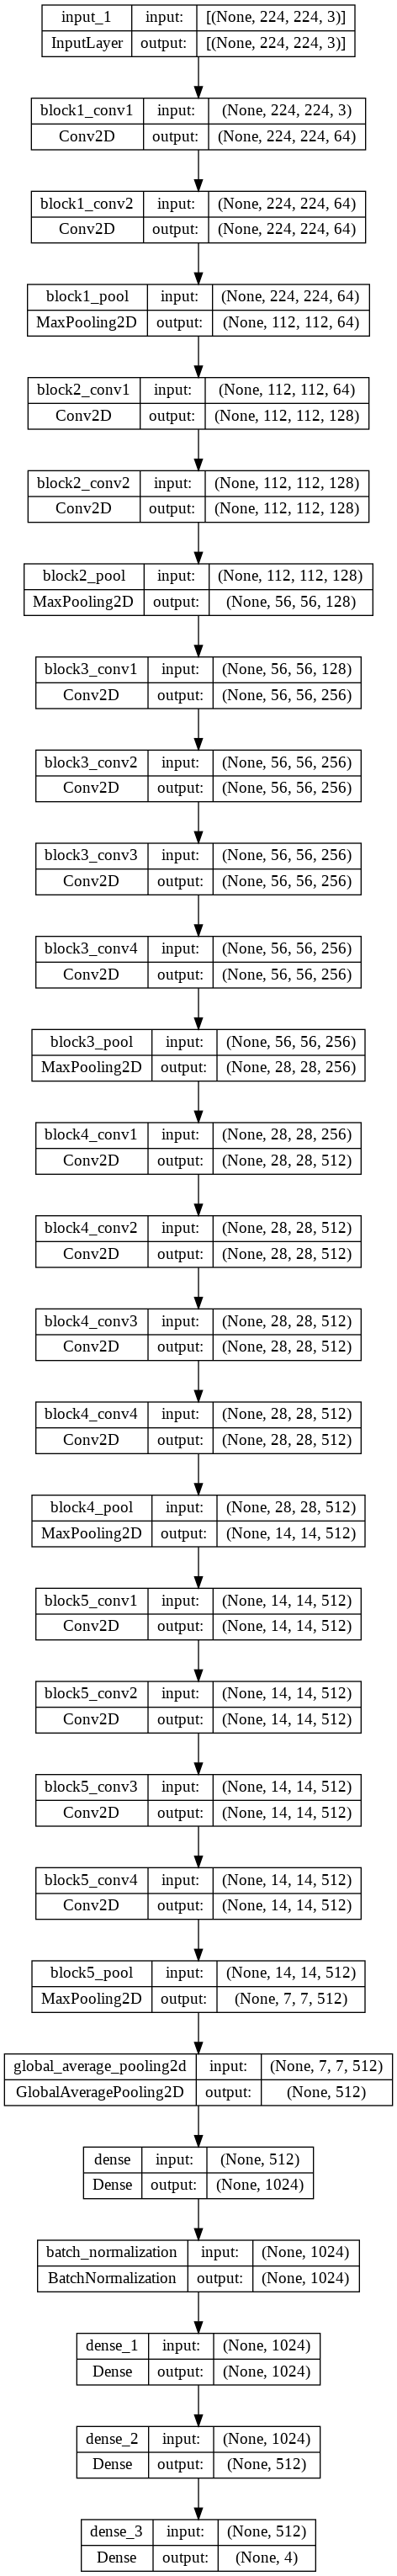 input_1 input: [(None, 224, 224, 3)]
InputLayer output: [(None, 224, 224, 3)]
block1_conv1 input: (None, 224, 224, 3)
Conv2D output: (None, 224, 224, 64)
block1_conv2 input: (None, 224, 224, 64)
Conv2D output: (None, 224, 224, 64)
block1_pool input: (None, 224, 224, 64)
MaxPooling2D output: (None, 112, 112, 64)
block2_conv1 input: (None, 112, 112, 64)
Conv2D output: (None, 112, 112, 128)
block2_conv2 input: (None, 112, 112, 128)
Conv2D output: (None, 112, 112, 128)
block2_pool input: (None, 112, 112, 128)
MaxPooling2D output: (None, 56, 56, 128)
block3_conv1 input: (None, 56, 56, 128)
Conv2D output: (None, 56, 56, 256)
block3_conv2 input: (None, 56, 56, 256)
Conv2D output: (None, 56, 56, 256)
block3_conv3 input: (None, 56, 56, 256)
Conv2D output: (None, 56, 56, 256)
block3_conv4 input: (None, 56, 56, 256)
Conv2D output: (None, 56, 56, 256)
block3_pool input: (None, 56, 56, 256)
MaxPooling2D output: (None, 28, 28, 256)
block4_conv1 input: (None, 28, 28, 256)
Conv2D output: (None, 28, 28, 512)
block4_conv2 input: (None, 28, 28, 512)
Conv2D output: (None, 28, 28, 512)
block4_conv3 input: (None, 28, 28, 512)
Conv2D output: (None, 28, 28, 512)
block4_conv4 input: (None, 28, 28, 512)
Conv2D output: (None, 28, 28, 512)
block4_pool input: (None, 28, 28, 512)
MaxPooling2D output: (None, 14, 14, 512)
block5_conv1 input: (None, 14, 14, 512)
Conv2D output: (None, 14, 14, 512)
block5_conv2 input: (None, 14, 14, 512)
Conv2D output: (None, 14, 14, 512)
block5_conv3 input: (None, 14, 14, 512)
Conv2D output: (None, 14, 14, 512)
block5_conv4 input: (None, 14, 14, 512)
Conv2D output: (None, 14, 14, 512)
block5_pool input: (None, 14, 14, 512)
MaxPooling2D output: (None, 7, 7, 512)
global_average_pooling2d input: (None, 7, 7, 512)
GlobalAveragePooling2D output: (None, 512)
dense input: (None, 512)
Dense output: (None, 1024)
batch_normalization input: (None, 1024)
BatchNormalization output: (None, 1024)
dense_1 input: (None, 1024)
Dense output: (None, 1024)
dense_2 input: (None, 1024)
Dense output: (None, 512)
dense_3 input: (None, 512)
Dense output: (None, 4)